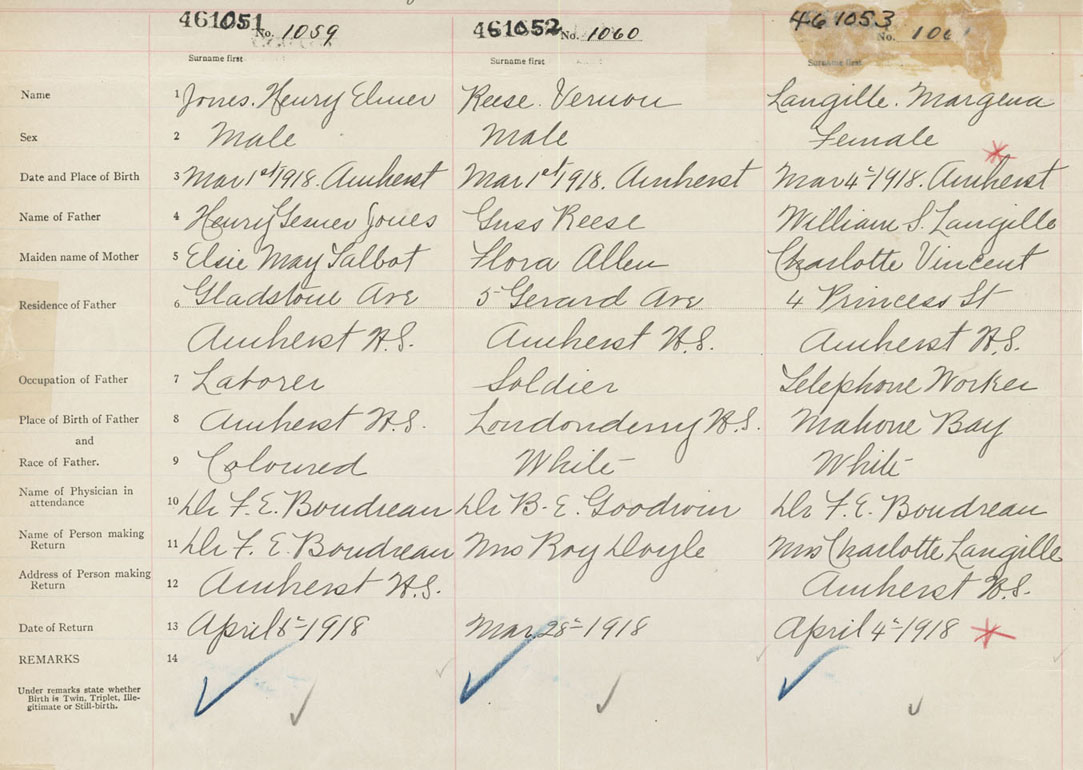 461051 461052 461053
No. 1059 No. 1060 No.
Surname first Surname first Surname first
Name 1 Jones. Henry Elmer Reese. Vernon Langille. Margena
Sex 2 Male Male Female
Date and Place of Birth 3 Mar 1st 1918. Amherst Mar 1st 1918. Amherst Mar 4 - 1918. Amherst
Name of Father 4 Henry Gesner Jones Guss Reese William S. Langille
Maiden name of Mother 5 Elsie May Talbot Flora Allen Charlotte Vincent
Residence of Father 6 Gladstone Ave 5 Gerard Ave 4 Princess St
Amherst N.S. Amherst N.S. Amherst N.S.
Occupation of Father 7 Laborer Soldier Telephone Worker
Place of Birth of Father 8 Amherst N.S. Londonderry N.S. Mahone Bay
and
Race of Father. 9 Coloured White White
Name of Physician in
attendance 10 Dr F. E. Boudreau Dr B. E. Goodwin Dr F. E. Boudreau
Name of Person making
Return 11 Dr F. E. Boudreau Mrs Roy Doyle Mrs Charlotte Langille
Address of Person making
Return 12 Amherst N.S. Amherst N.S.
Date of Return 13 April - 1918 Mar 28 - 1918 April 4 - 1918
REMARKS 14
Under remarks state whether
Birth is Twin, Triplet, Ille-
gitimate or Still-birth.